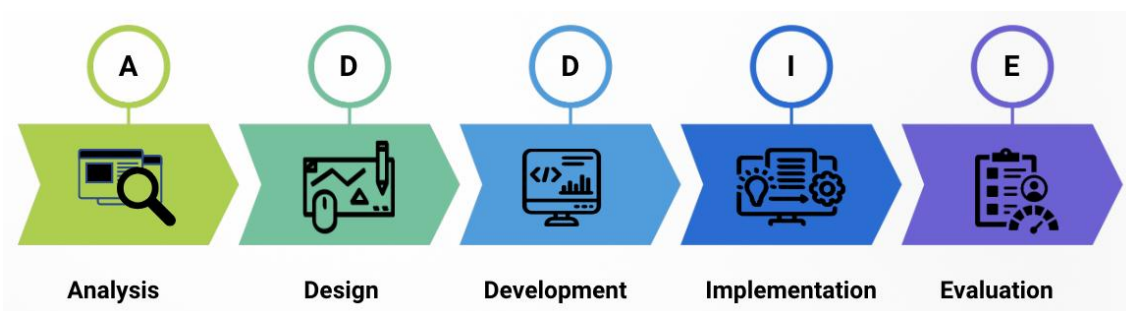 A D D I E
</> 
Analysis Design Development Implementation Evaluation